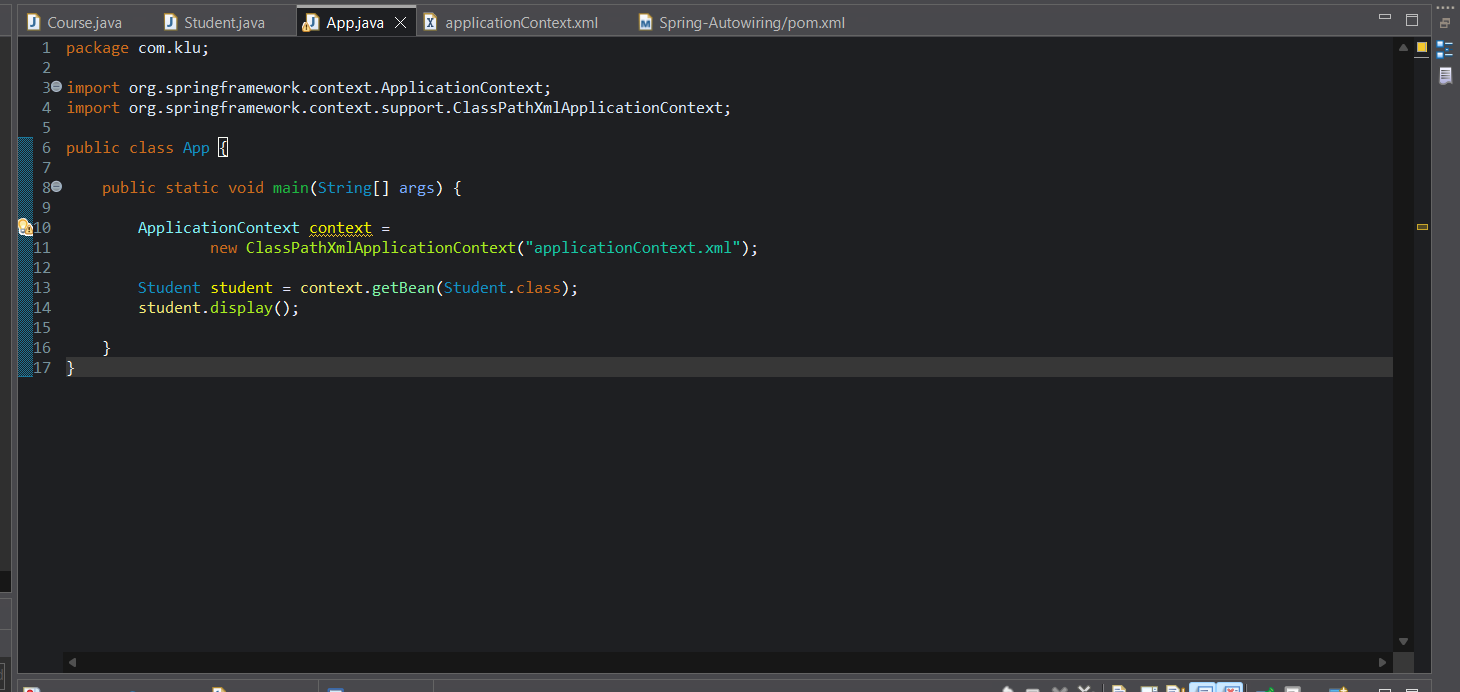 Course.java Student.java App.java applicationContext.xml Spring-Autowiring/pom.xml
1 package com.klu;
2
3 import org.springframework.context.ApplicationContext;
4 import org.springframework.context.support.ClassPathXmlApplicationContext;
5
6 public class App {
7
8     public static void main(String[] args) {
9
10         ApplicationContext context =
11                 new ClassPathXmlApplicationContext("applicationContext.xml");
12
13         Student student = context.getBean(Student.class);
14         student.display();
15
16     }
17 }